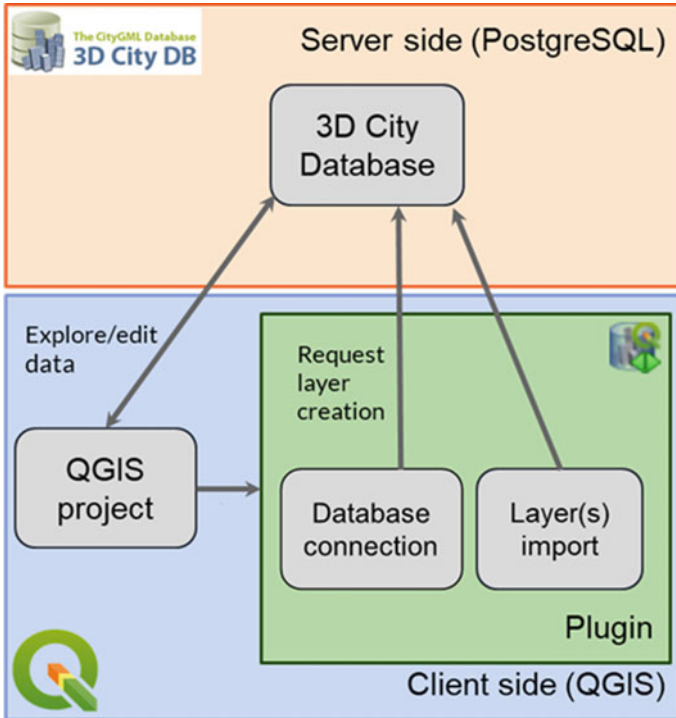 The CityGML Database
3D City DB
Server side (PostgreSQL)
3D City
Database
Explore/edit
data
Request
layer
creation
QGIS
project
Database
connection
Layer(s)
import
Plugin
Client side (QGIS)